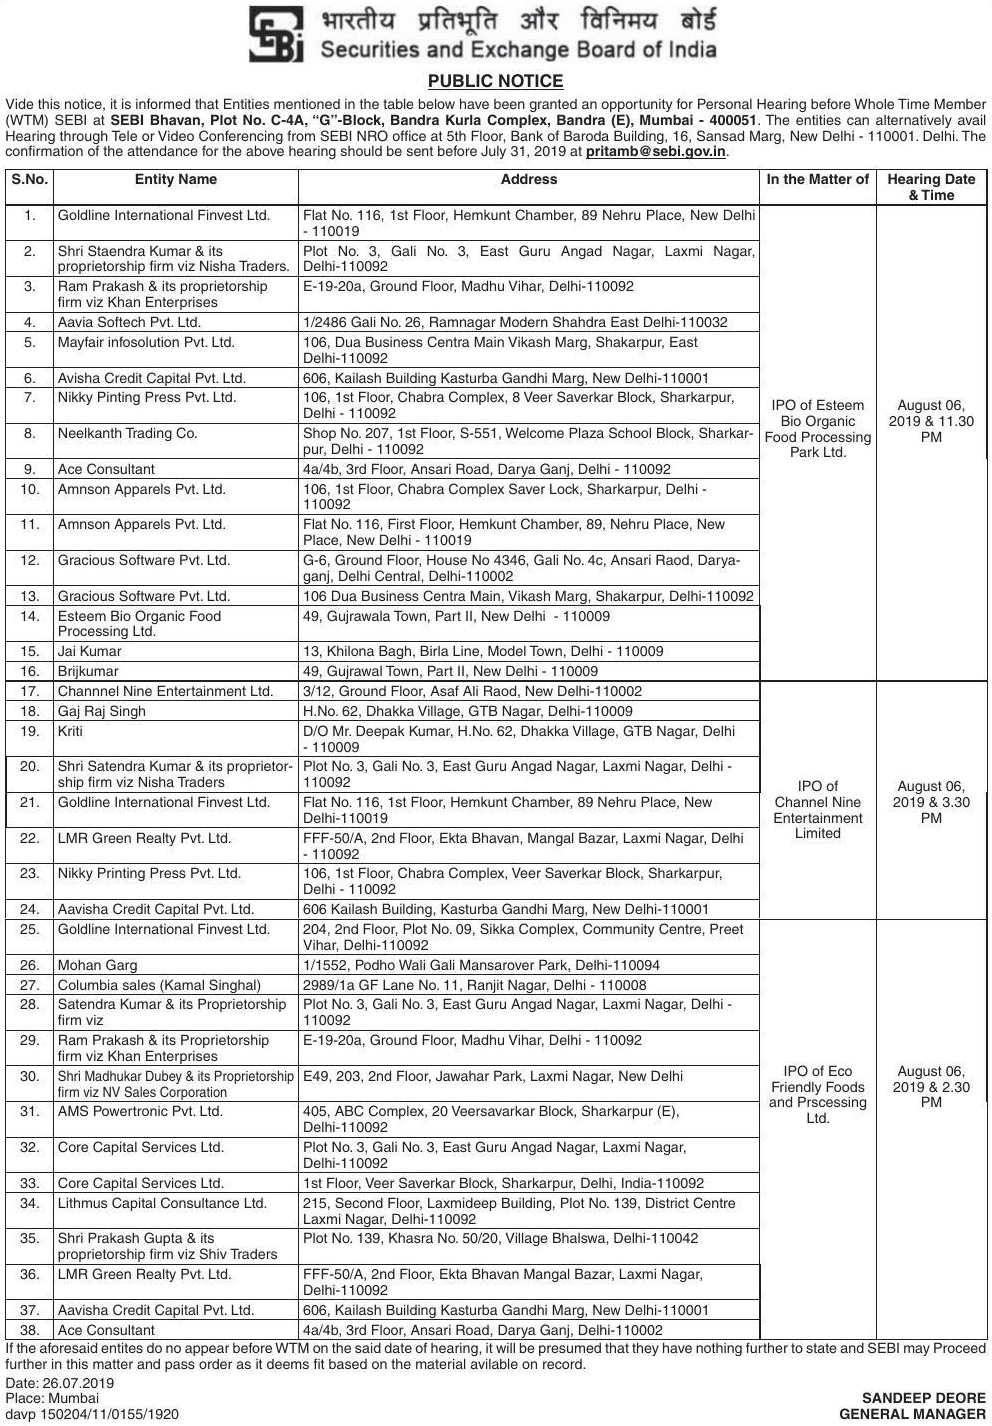 भारतीय प्रतिभूति और विनिमय बोर्ड
SEBI
Securities and Exchange Board of India
PUBLIC NOTICE
Vide this notice, it is informed that Entities mentioned in the table below have been granted an opportunity for Personal Hearing before Whole Time Member
(WTM) SEBI at SEBI Bhavan, Plot No. C-4A, “G”-Block, Bandra Kurla Complex, Bandra (E), Mumbai - 400051. The entities can alternatively avail
Hearing through Tele or Video Conferencing from SEBI NRO office at 5th Floor, Bank of Baroda Building, 16, Sansad Marg, New Delhi - 110001. Delhi. The
confirmation of the attendance for the above hearing should be sent before July 31, 2019 at pritamb@sebi.gov.in.
S.No. Entity Name Address In the Matter of Hearing Date
& Time
1. Goldline International Finvest Ltd. Flat No. 116, 1st Floor, Hemkunt Chamber, 89 Nehru Place, New Delhi
- 110019
2. Shri Staendra Kumar & its Plot No. 3, Gali No. 3, East Guru Angad Nagar, Laxmi Nagar,
proprietorship firm viz Nisha Traders. Delhi-110092
3. Ram Prakash & its proprietorship E-19-20a, Ground Floor, Madhu Vihar, Delhi-110092
firm viz Khan Enterprises
4. Aavia Softech Pvt. Ltd. 1/2486 Gali No. 26, Ramnagar Modern Shahdra East Delhi-110032
5. Mayfair infosolution Pvt. Ltd. 106, Dua Business Centra Main Vikash Marg, Shakarpur, East
Delhi-110092
6. Avisha Credit Capital Pvt. Ltd. 606, Kailash Building Kasturba Gandhi Marg, New Delhi-110001
7. Nikky Pinting Press Pvt. Ltd. 106, 1st Floor, Chabra Complex, 8 Veer Saverkar Block, Sharkarpur,
Delhi - 110092
8. Neelkanth Trading Co. Shop No. 207, 1st Floor, S-551, Welcome Plaza School Block, Sharkar-
pur, Delhi - 110092
9. Ace Consultant 4a/4b, 3rd Floor, Ansari Road, Darya Ganj, Delhi - 110092
10. Amnson Apparels Pvt. Ltd. 106, 1st Floor, Chabra Complex Saver Lock, Sharkarpur, Delhi -
110092
11. Amnson Apparels Pvt. Ltd. Flat No. 116, First Floor, Hemkunt Chamber, 89, Nehru Place, New
Place, New Delhi - 110019
12. Gracious Software Pvt. Ltd. G-6, Ground Floor, House No 4346, Gali No. 4c, Ansari Raod, Darya-
ganj, Delhi Central, Delhi-110002
13. Gracious Software Pvt. Ltd. 106 Dua Business Centra Main, Vikash Marg, Shakarpur, Delhi-110092
14. Esteem Bio Organic Food 49, Gujrawala Town, Part II, New Delhi - 110009
Processing Ltd.
15. Jai Kumar 13, Khilona Bagh, Birla Line, Model Town, Delhi - 110009
16. Brijkumar 49, Gujrawal Town, Part II, New Delhi - 110009
IPO of Esteem
Bio Organic
Food Processing
Park Ltd.
August 06,
2019 & 11.30
PM
17. Channnel Nine Entertainment Ltd. 3/12, Ground Floor, Asaf Ali Raod, New Delhi-110002
18. Gaj Raj Singh H.No. 62, Dhakka Village, GTB Nagar, Delhi-110009
19. Kriti D/O Mr. Deepak Kumar, H.No. 62, Dhakka Village, GTB Nagar, Delhi
- 110009
20. Shri Satendra Kumar & its proprietor- Plot No. 3, Gali No. 3, East Guru Angad Nagar, Laxmi Nagar, Delhi -
ship firm viz Nisha Traders 110092
21. Goldline International Finvest Ltd. Flat No. 116, 1st Floor, Hemkunt Chamber, 89 Nehru Place, New
Delhi-110019
22. LMR Green Realty Pvt. Ltd. FFF-50/A, 2nd Floor, Ekta Bhavan, Mangal Bazar, Laxmi Nagar, Delhi
- 110092
23. Nikky Printing Press Pvt. Ltd. 106, 1st Floor, Chabra Complex, Veer Saverkar Block, Sharkarpur,
Delhi - 110092
24. Aavisha Credit Capital Pvt. Ltd. 606 Kailash Building, Kasturba Gandhi Marg, New Delhi-110001
IPO of
Channel Nine
Entertainment
Limited
August 06,
2019 & 3.30
PM
25. Goldline International Finvest Ltd. 204, 2nd Floor, Plot No. 09, Sikka Complex, Community Centre, Preet
Vihar, Delhi-110092
26. Mohan Garg 1/1552, Podho Wali Gali Mansarover Park, Delhi-110094
27. Columbia sales (Kamal Singhal) 2989/1a GF Lane No. 11, Ranjit Nagar, Delhi - 110008
28. Satendra Kumar & its Proprietorship Plot No. 3, Gali No. 3, East Guru Angad Nagar, Laxmi Nagar, Delhi -
firm viz 110092
29. Ram Prakash & its Proprietorship E-19-20a, Ground Floor, Madhu Vihar, Delhi - 110092
firm viz Khan Enterprises
30. Shri Madhukar Dubey & its Proprietorship E49, 203, 2nd Floor, Jawahar Park, Laxmi Nagar, New Delhi
firm viz NV Sales Corporation
31. AMS Powertronic Pvt. Ltd. 405, ABC Complex, 20 Veersavarkar Block, Sharkarpur (E),
Delhi-110092
32. Core Capital Services Ltd. Plot No. 3, Gali No. 3, East Guru Angad Nagar, Laxmi Nagar,
Delhi-110092
33. Core Capital Services Ltd. 1st Floor, Veer Saverkar Block, Sharkarpur, Delhi, India-110092
34. Lithmus Capital Consultance Ltd. 215, Second Floor, Laxmideep Building, Plot No. 139, District Centre
Laxmi Nagar, Delhi-110092
35. Shri Prakash Gupta & its Plot No. 139, Khasra No. 50/20, Village Bhalswa, Delhi-110042
proprietorship firm viz Shiv Traders
36. LMR Green Realty Pvt. Ltd. FFF-50/A, 2nd Floor, Ekta Bhavan Mangal Bazar, Laxmi Nagar,
Delhi-110092
37. Aavisha Credit Capital Pvt. Ltd. 606, Kailash Building Kasturba Gandhi Marg, New Delhi-110001
38. Ace Consultant 4a/4b, 3rd Floor, Ansari Road, Darya Ganj, Delhi-110002
IPO of Eco
Friendly Foods
and Prscessing
Ltd.
August 06,
2019 & 2.30
PM
If the aforesaid entites do no appear before WTM on the said date of hearing, it will be presumed that they have nothing further to state and SEBI may Proceed
further in this matter and pass order as it deems fit based on the material avilable on record.
Date: 26.07.2019
Place: Mumbai
SANDEEP DEORE
davp 150204/11/0155/1920
GENERAL MANAGER